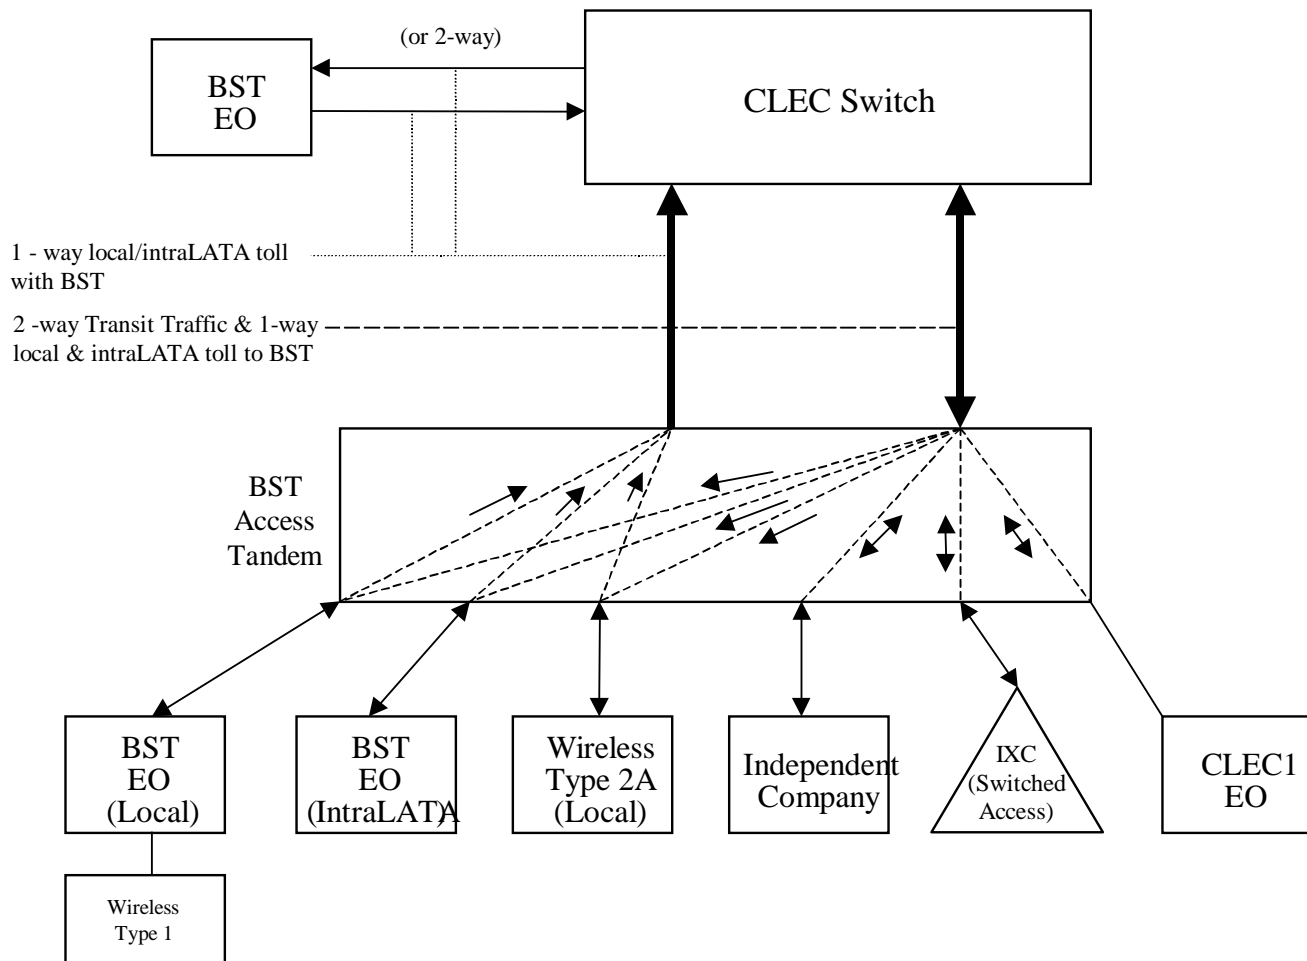 (or 2-way)
BST
EO
CLEC Switch
1 - way local/intraLATA toll
with BST
2 -way Transit Traffic & 1-way
local & intraLATA toll to BST
BST
Access
Tandem
BST
EO
(Local)
BST
EO
(IntraLATA)
Wireless
Type 2A
(Local)
Independent
Company
IXC
(Switched
Access)
CLEC1
EO
Wireless
Type 1